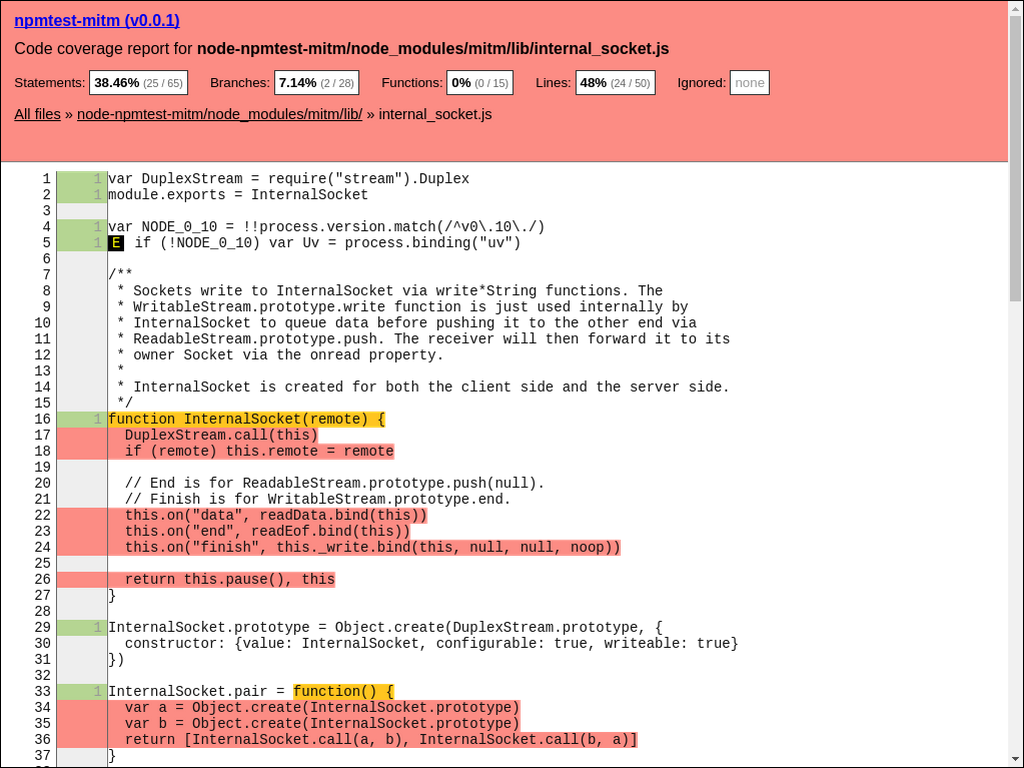 npmtest-mitm (v0.0.1)
Code coverage report for node-npmtest-mitm/node_modules/mitm/lib/internal_socket.js
Statements: 38.46% (25 / 65) Branches: 7.14% (2 / 28) Functions: 0% (0 / 15) Lines: 48% (24 / 50) Ignored: none
All files » node-npmtest-mitm/node_modules/mitm/lib/ » internal_socket.js
1 1 var DuplexStream = require("stream").Duplex
2 1 module.exports = InternalSocket
3
4 1 var NODE_0_10 = !!process.version.match(/^v0\.10\./)
5 1 E if (!NODE_0_10) var Uv = process.binding("uv")
6
7 /**
8  * Sockets write to InternalSocket via write*String functions. The
9  * WritableStream.prototype.write function is just used internally by
10  * InternalSocket to queue data before pushing it to the other end via
11  * ReadableStream.prototype.push. The receiver will then forward it to its
12  * owner Socket via the onread property.
13  *
14  * InternalSocket is created for both the client side and the server side.
15  */
16 1 function InternalSocket(remote) {
17   DuplexStream.call(this)
18   if (remote) this.remote = remote
19
20   // End is for ReadableStream.prototype.push(null).
21   // Finish is for WritableStream.prototype.end.
22   this.on("data", readData.bind(this))
23   this.on("end", readEof.bind(this))
24   this.on("finish", this._write.bind(this, null, null, noop))
25
26   return this.pause(), this
27 }
28
29 1 InternalSocket.prototype = Object.create(DuplexStream.prototype, {
30   constructor: {value: InternalSocket, configurable: true, writeable: true}
31 })
32
33 1 InternalSocket.pair = function() {
34   var a = Object.create(InternalSocket.prototype)
35   var b = Object.create(InternalSocket.prototype)
36   return [InternalSocket.call(a, b), InternalSocket.call(b, a)]
37 }